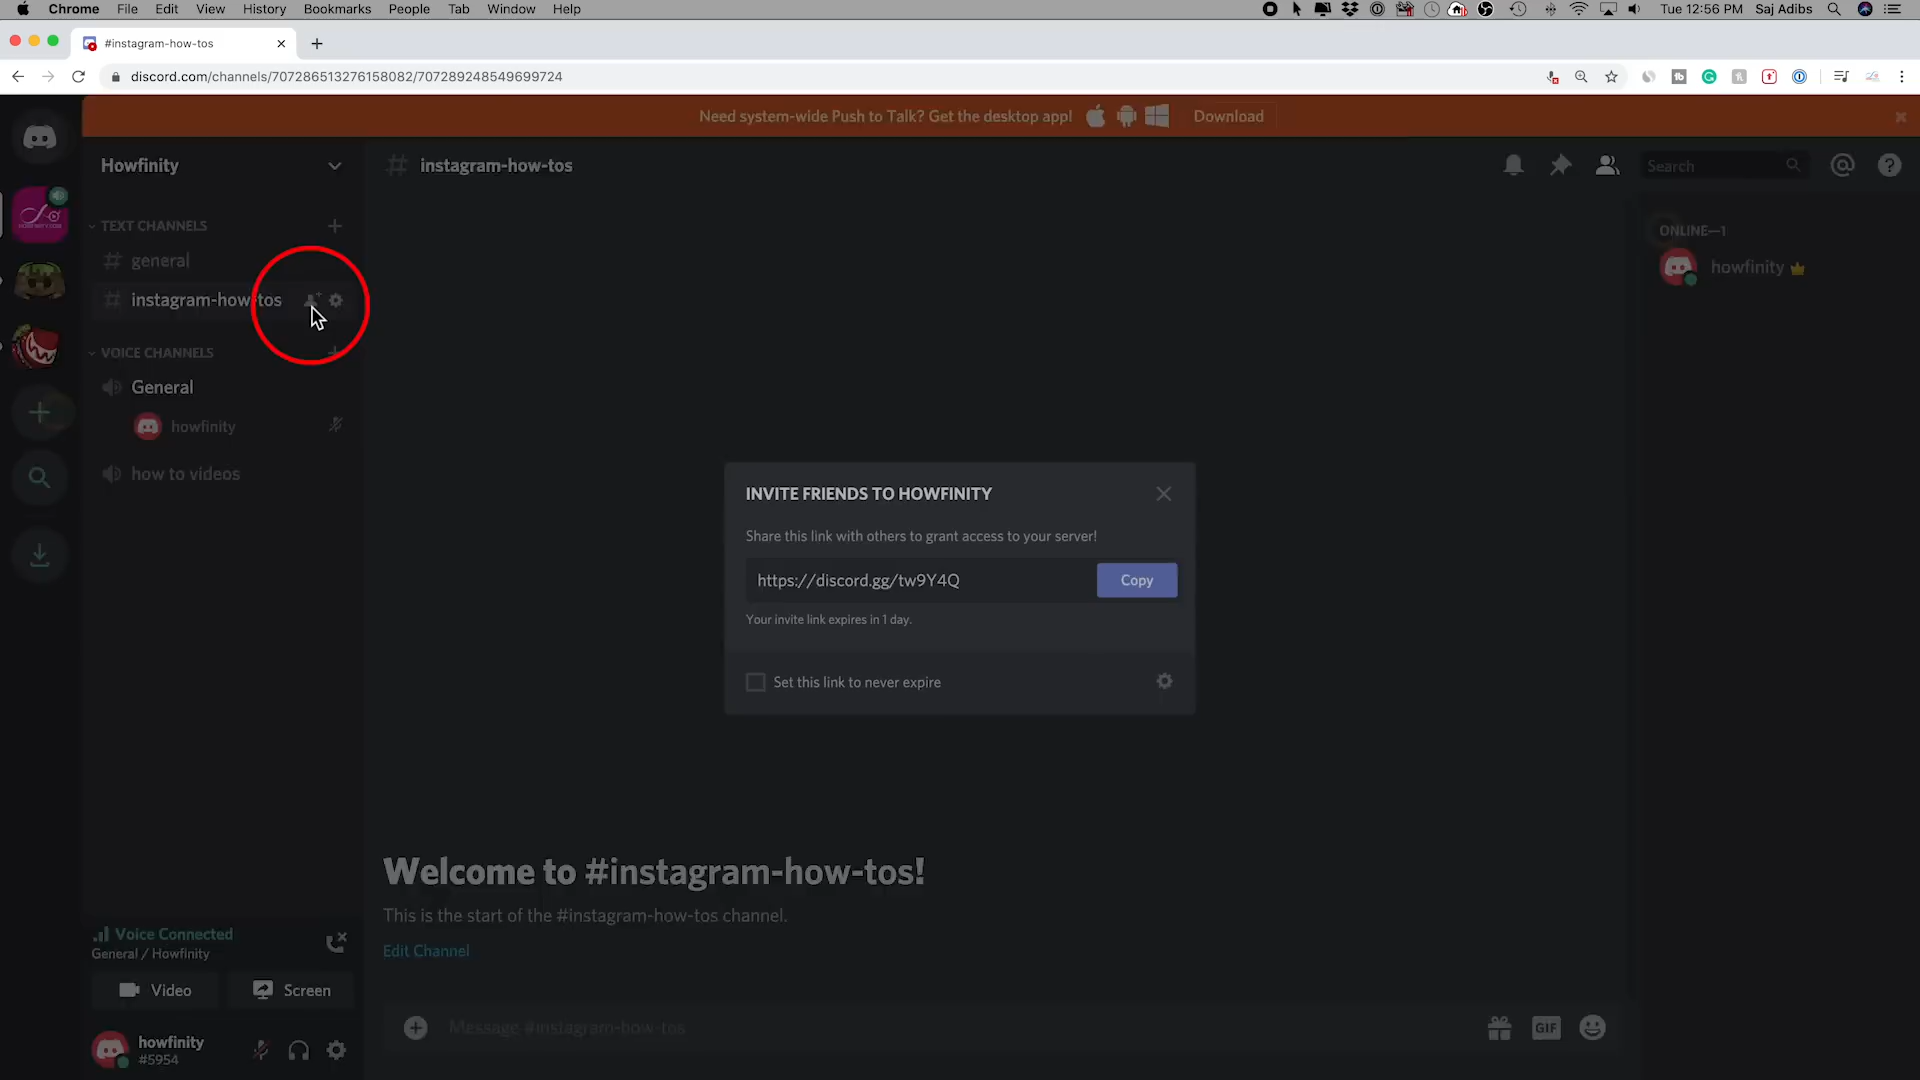 Chrome File Edit View History Bookmarks People Tab Window Help Tue 12:56 PM Saj Adibs
#instagram-how-tos
discord.com/channels/707286513276158082/707289248549699724
Need system-wide Push to Talk? Get the desktop app! Download
Howfinity
instagram-how-tos
Search
TEXT CHANNELS
general
instagram-how-tos
VOICE CHANNELS
General
howfinity
how to videos
ONLINE—1
howfinity
INVITE FRIENDS TO HOWFINITY
Share this link with others to grant access to your server!
https://discord.gg/tw9Y4Q
Copy
Your invite link expires in 1 day.
Set this link to never expire
Welcome to #instagram-how-tos!
This is the start of the #instagram-how-tos channel.
Edit Channel
Voice Connected
General / Howfinity
Video
Screen
Message #instagram-how-tos
GIF
howfinity
#5954